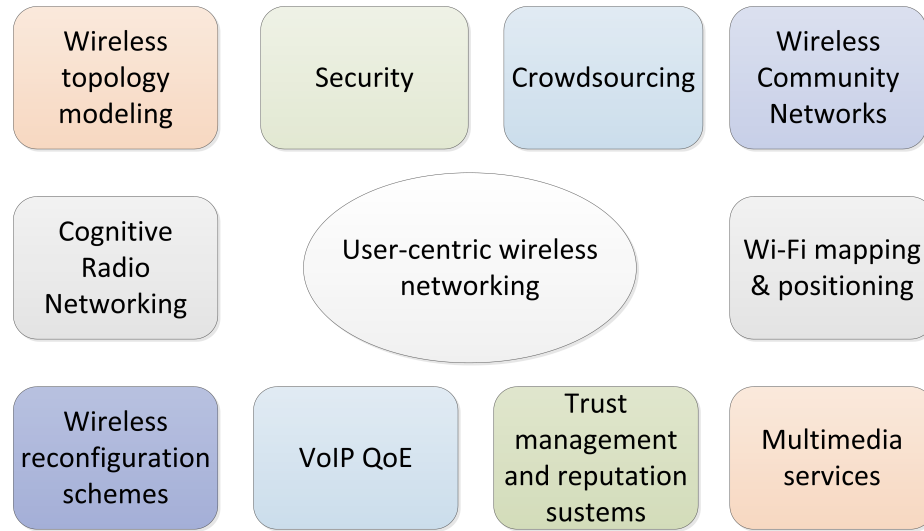 Wireless
topology
modeling
Security
Crowdsourcing
Wireless
Community
Networks
Cognitive
Radio
Networking
User-centric wireless
networking
Wi-Fi mapping
& positioning
Wireless
reconfiguration
schemes
VoIP QoE
Trust
management
and reputation
sustems
Multimedia
services